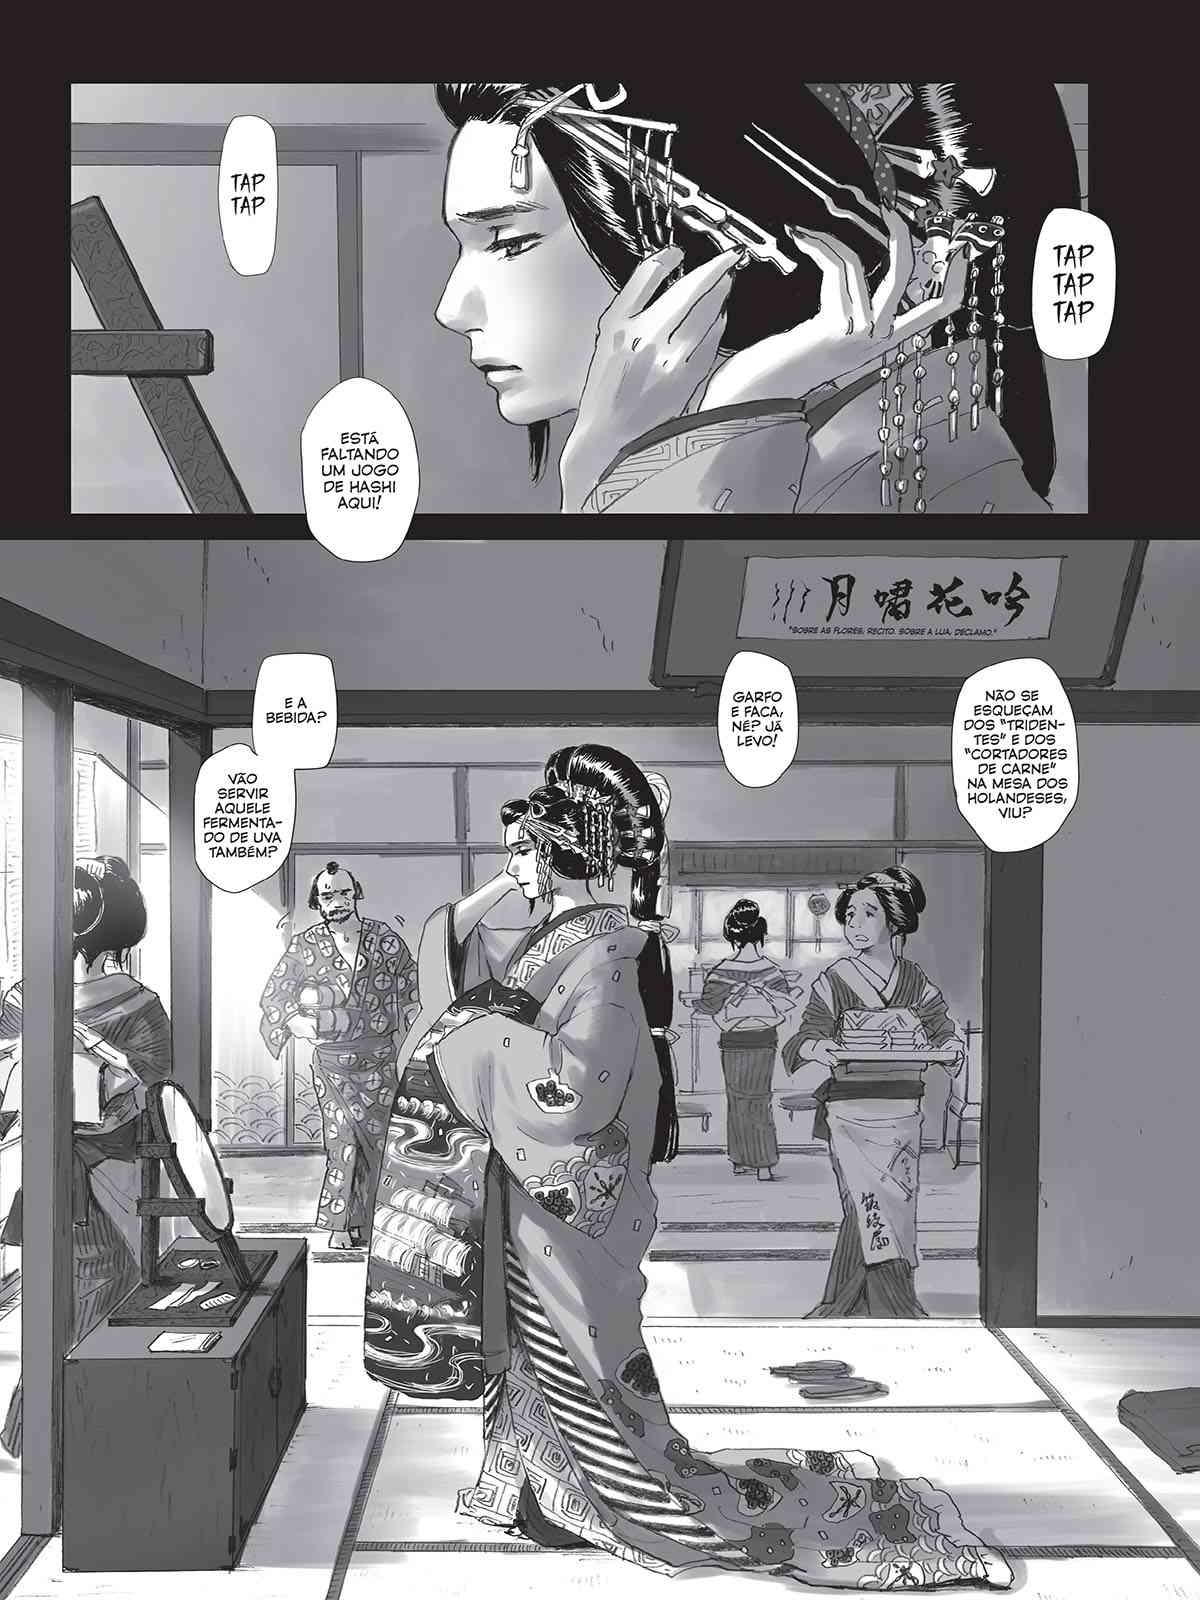 TAP
TAP
TAP
TAP
TAP
ESTÁ
FALTANDO
UM JOGO
DE HASHI
AQUI!
吟花嘯月
"SOBRE AS FLORES, RECITO. SOBRE A LUA, DECLAMO."
NÃO SE
ESQUEÇAM
DOS "TRIDEN-
TES" E DOS
"CORTADORES
DE CARNE"
NA MESA DOS
HOLANDESES,
VIU?
GARFO
E FACA,
NÉ? JÁ
LEVO!
E A
BEBIDA?
VÃO
SERVIR
AQUELE
FERMENTA-
DO DE UVA
TAMBÉM?